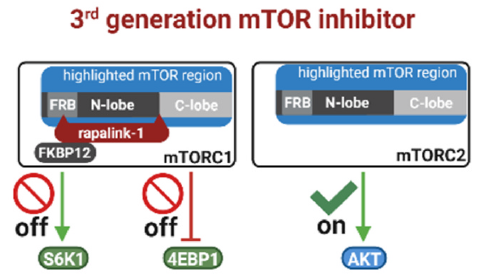 3rd generation mTOR inhibitor
highlighted mTOR region
FRB N-lobe C-lobe
rapalink-1
FKBP12
mTORC1
off
off
S6K1
4EBP1
highlighted mTOR region
FRB N-lobe C-lobe
mTORC2
on
AKT